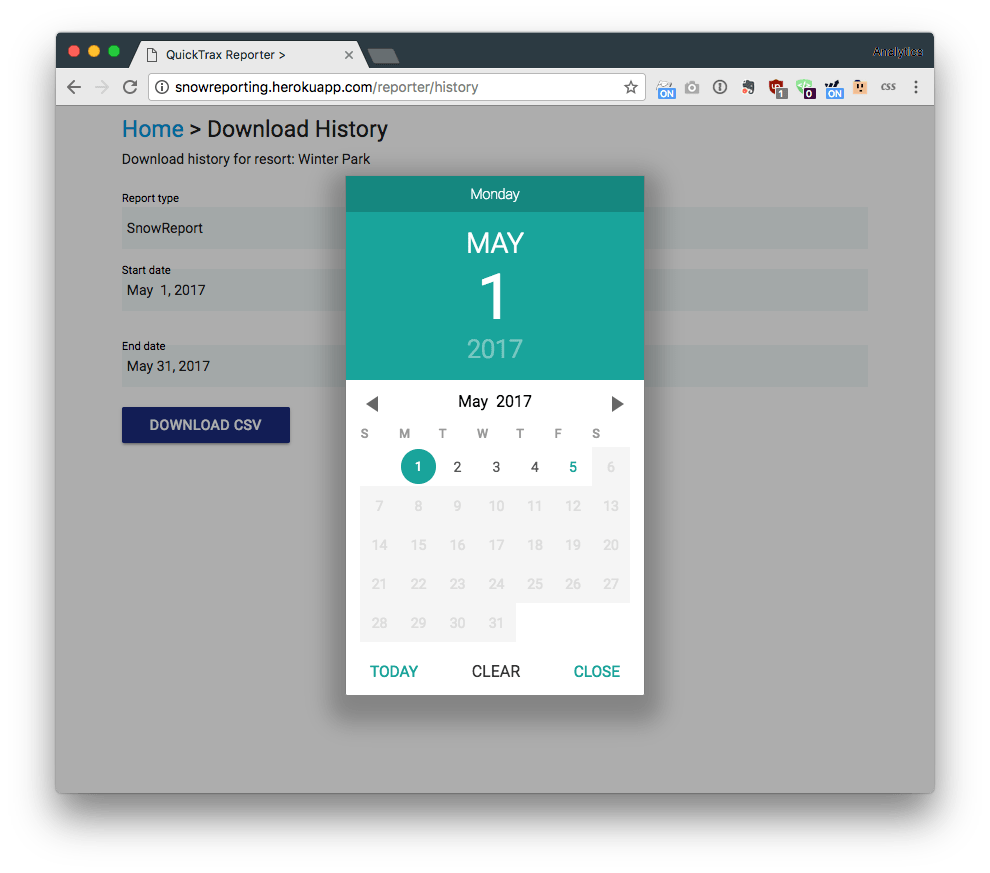 QuickTrax Reporter >
Analytics
snowreporting.herokuapp.com/reporter/history
ON
1
0
ON
css
Home > Download History
Download history for resort: Winter Park
Report type
SnowReport
Start date
May  1, 2017
End date
May 31, 2017
DOWNLOAD CSV
Monday
MAY
1
2017
May  2017
S M T W T F S
1 2 3 4 5 6
7 8 9 10 11 12 13
14 15 16 17 18 19 20
21 22 23 24 25 26 27
28 29 30 31
TODAY CLEAR CLOSE